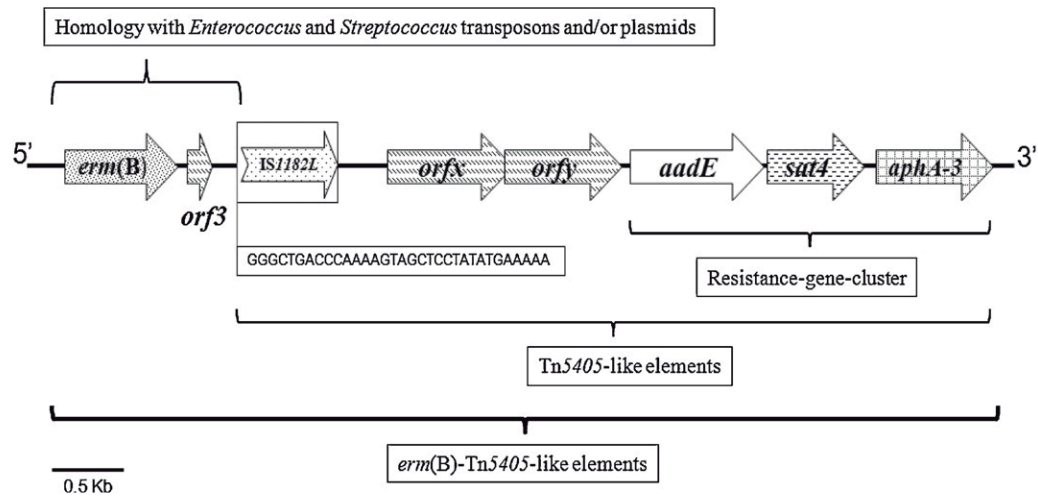 Homology with Enterococcus and Streptococcus transposons and/or plasmids
5’ erm(B) IS1182L orfx orfy aadE sat4 aphA-3 3’
orf3
GGGCTGACCCAAAAGTAGCTCCTATATGAAAAA
Resistance-gene-cluster
Tn5405-like elements
erm(B)-Tn5405-like elements
0.5 Kb